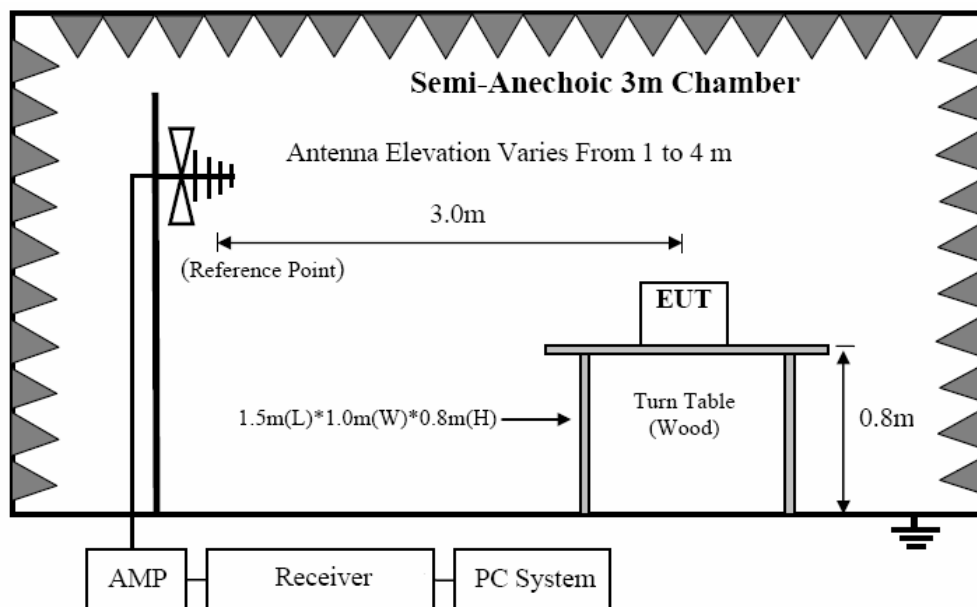 Semi-Anechoic 3m Chamber
Antenna Elevation Varies From 1 to 4 m
3.0m
(Reference Point)
EUT
1.5m(L)*1.0m(W)*0.8m(H)
Turn Table
(Wood)
0.8m
AMP
Receiver
PC System